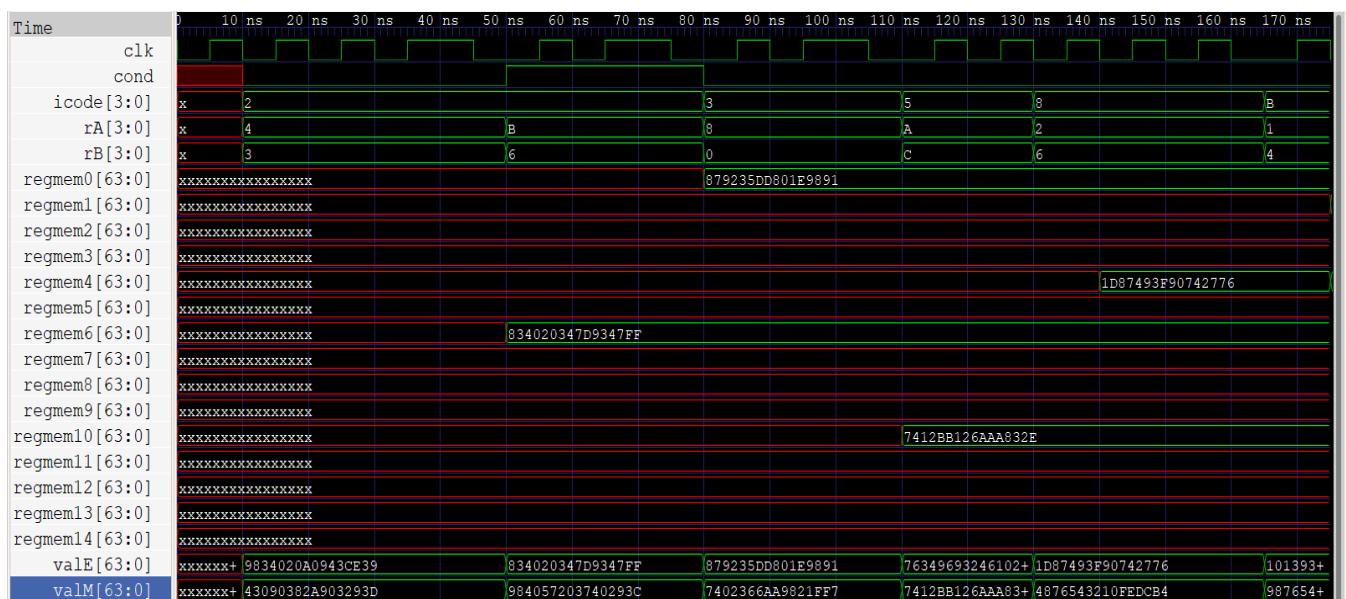 Time 0 10 ns 20 ns 30 ns 40 ns 50 ns 60 ns 70 ns 80 ns 90 ns 100 ns 110 ns 120 ns 130 ns 140 ns 150 ns 160 ns 170 ns
clk
cond
icode[3:0] x 2 3 5 8 B
rA[3:0] x 4 B 8 A 2 1
rB[3:0] x 3 6 0 C 6 4
regmem0[63:0] xxxxxxxxxxxxxxxx 879235DD801E9891
regmem1[63:0] xxxxxxxxxxxxxxxx
regmem2[63:0] xxxxxxxxxxxxxxxx
regmem3[63:0] xxxxxxxxxxxxxxxx
regmem4[63:0] xxxxxxxxxxxxxxxx 1D87493F90742776
regmem5[63:0] xxxxxxxxxxxxxxxx
regmem6[63:0] xxxxxxxxxxxxxxxx 834020347D9347FF
regmem7[63:0] xxxxxxxxxxxxxxxx
regmem8[63:0] xxxxxxxxxxxxxxxx
regmem9[63:0] xxxxxxxxxxxxxxxx
regmem10[63:0] xxxxxxxxxxxxxxxx 7412BB126AAA832E
regmem11[63:0] xxxxxxxxxxxxxxxx
regmem12[63:0] xxxxxxxxxxxxxxxx
regmem13[63:0] xxxxxxxxxxxxxxxx
regmem14[63:0] xxxxxxxxxxxxxxxx
valE[63:0] xxxxxx+ 9834020A0943CE39 834020347D9347FF 879235DD801E9891 76349693246102+ 1D87493F90742776 101393+
valM[63:0] xxxxxx+ 43090382A903293D 984057203740293C 7402366AA9821FF7 7412BB126AAA83+ 4876543210FEDCB4 987654+